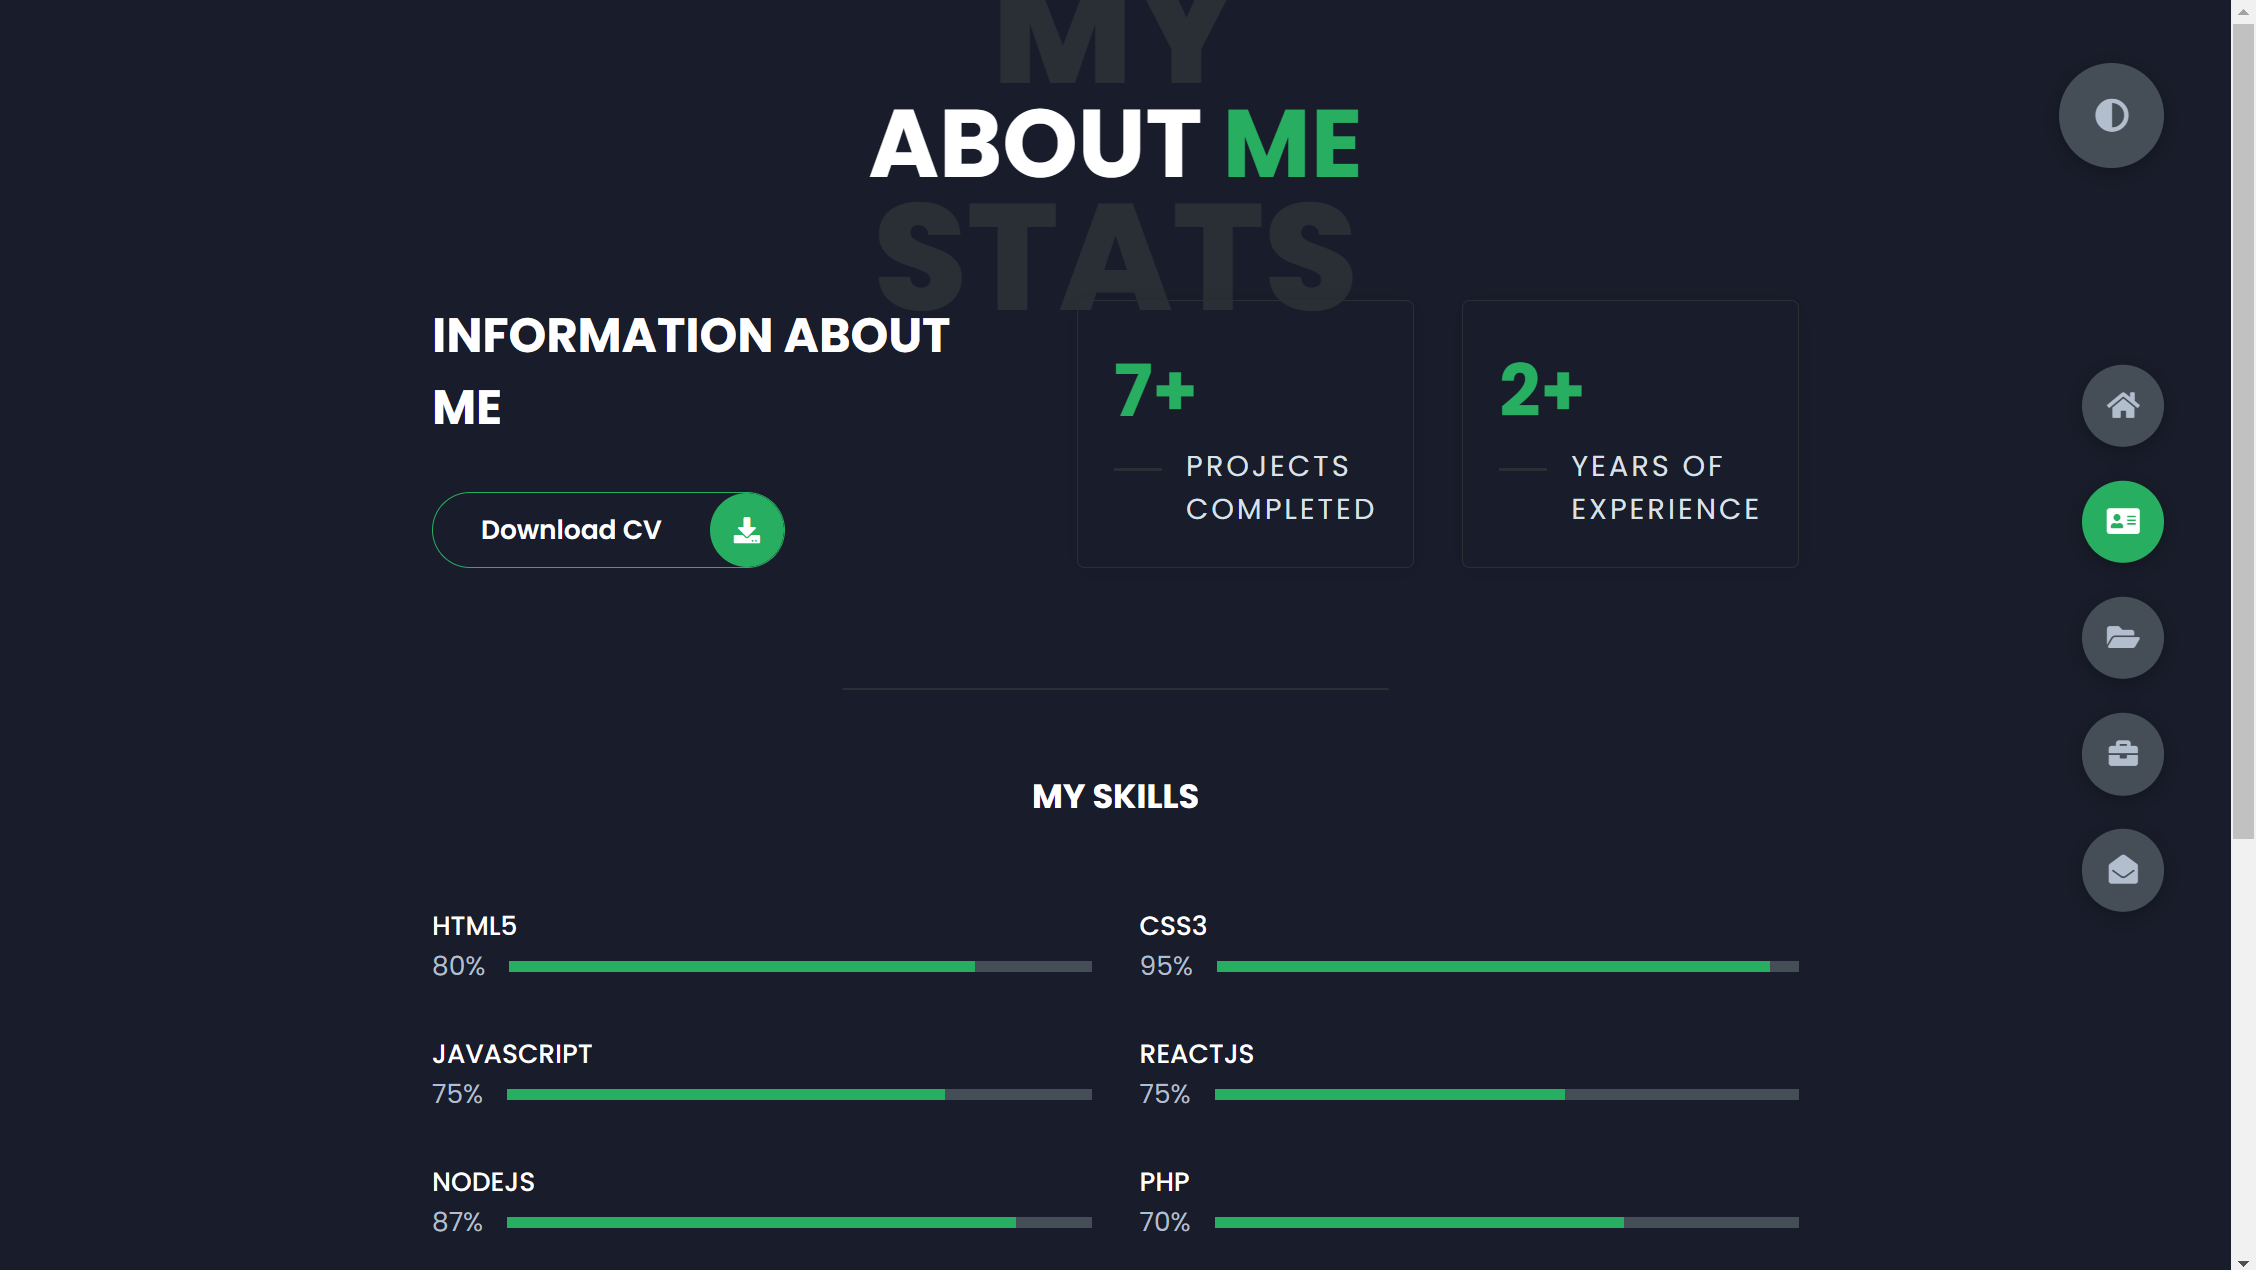 MY
ABOUT ME
STATS
INFORMATION ABOUT
ME
Download CV
7+
PROJECTS
COMPLETED
2+
YEARS OF
EXPERIENCE
MY SKILLS
HTML5
80%
CSS3
95%
JAVASCRIPT
75%
REACTJS
75%
NODEJS
87%
PHP
70%